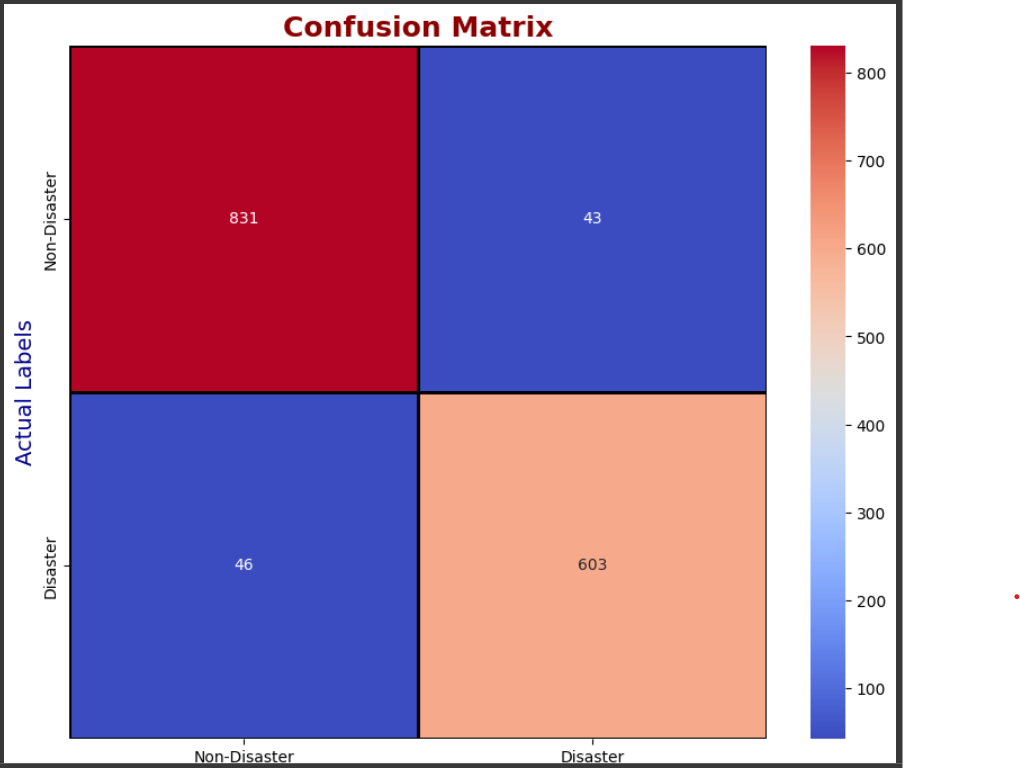 Confusion Matrix
Actual Labels
Non-Disaster
831
43
Disaster
46
603
Non-Disaster
Disaster
800
700
600
500
400
300
200
100